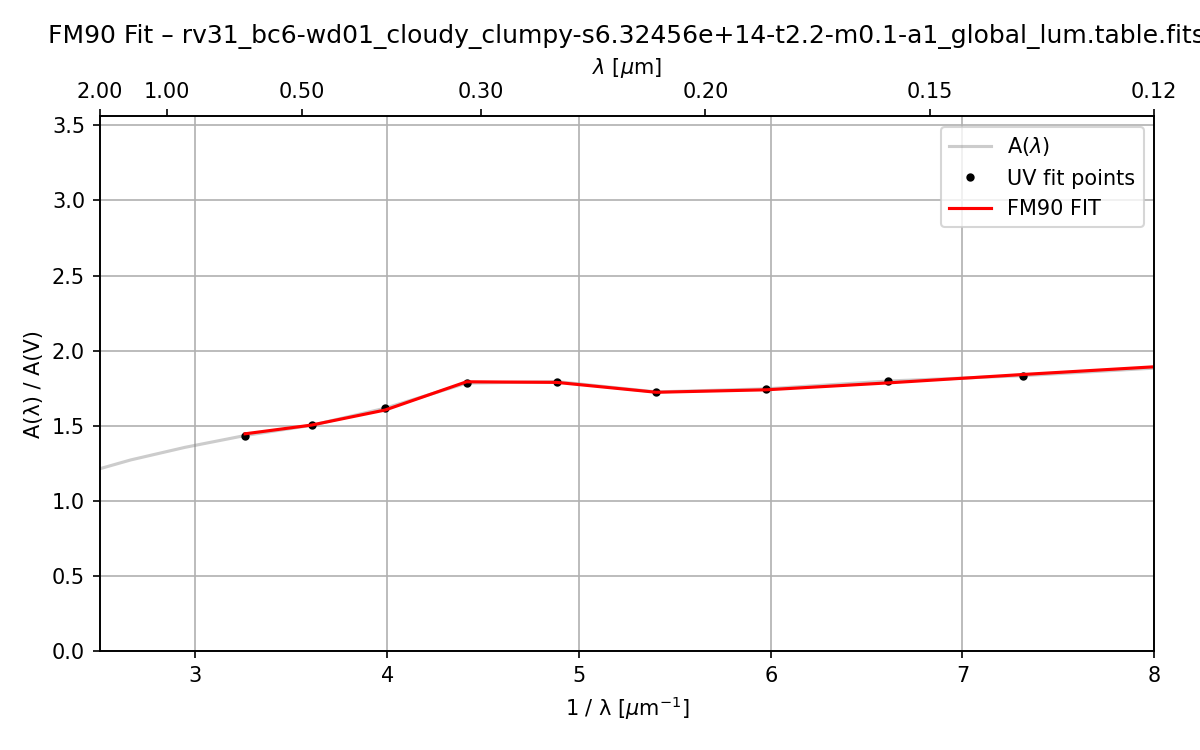 FM90 Fit – rv31_bc6-wd01_cloudy_clumpy-s6.32456e+14-t2.2-m0.1-a1_global_lum.table.fits
λ [μm]
2.00 1.00 0.50 0.30 0.20 0.15 0.12
A(λ)
UV fit points
FM90 FIT
3.5
3.0
2.5
2.0
1.5
1.0
0.5
0.0
A(λ) / A(V)
3 4 5 6 7 8
1 / λ [μm⁻¹]